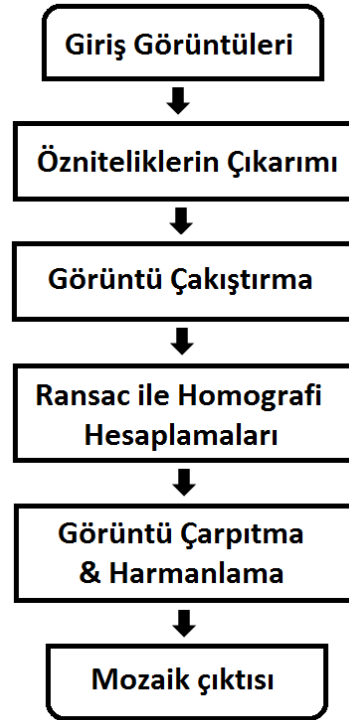 Giriş Görüntüleri
Özniteliklerin Çıkarımı
Görüntü Çakıştırma
Ransac ile Homografi
Hesaplamaları
Görüntü Çarpıtma
& Harmanlama
Mozaik çıktısı